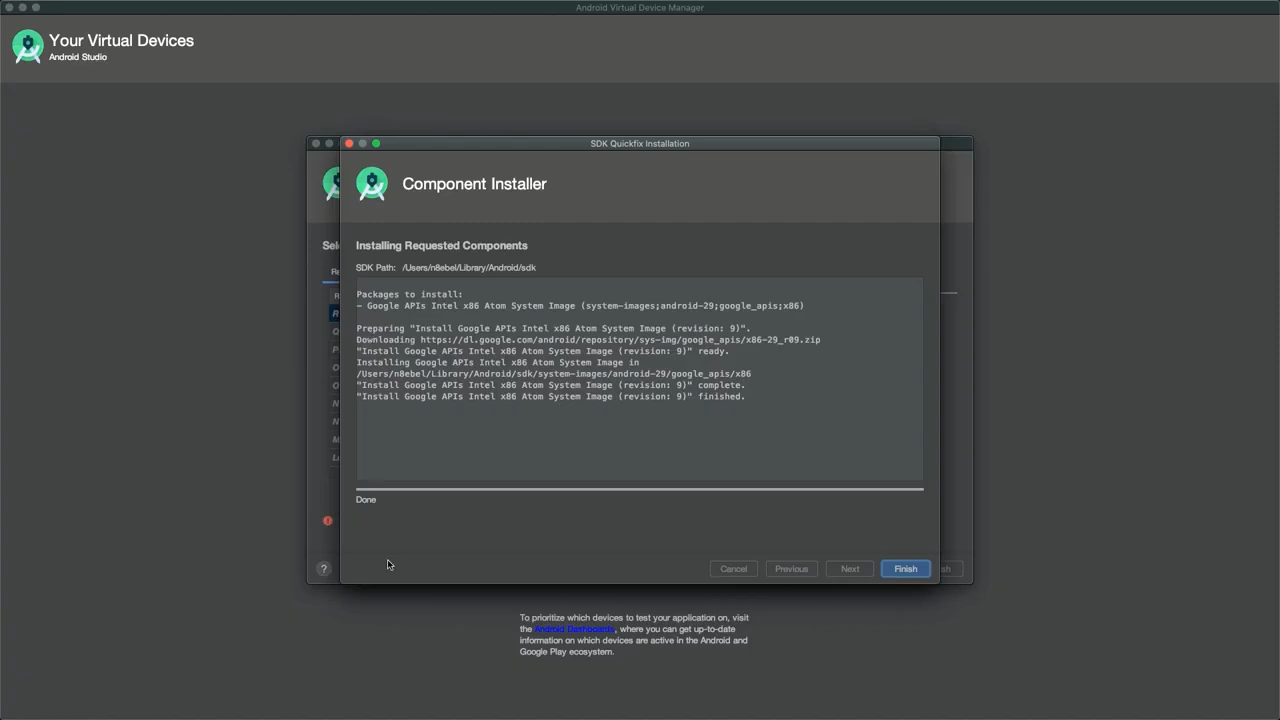 Android Virtual Device Manager
Your Virtual Devices
Android Studio
SDK Quickfix Installation
Component Installer
Installing Requested Components
SDK Path: /Users/n8ebel/Library/Android/sdk
Packages to install:
- Google APIs Intel x86 Atom System Image (system-images;android-29;google_apis;x86)
Preparing "Install Google APIs Intel x86 Atom System Image (revision: 9)".
Downloading https://dl.google.com/android/repository/sys-img/google_apis/x86-29_r09.zip
"Install Google APIs Intel x86 Atom System Image (revision: 9)" ready.
Installing Google APIs Intel x86 Atom System Image in
/Users/n8ebel/Library/Android/sdk/system-images/android-29/google_apis/x86
"Install Google APIs Intel x86 Atom System Image (revision: 9)" complete.
"Install Google APIs Intel x86 Atom System Image (revision: 9)" finished.
Done
?
Cancel
Previous
Next
Finish
To prioritize which devices to test your application on, visit
the Android Dashboards, where you can get up-to-date
information on which devices are active in the Android and
Google Play ecosystem.